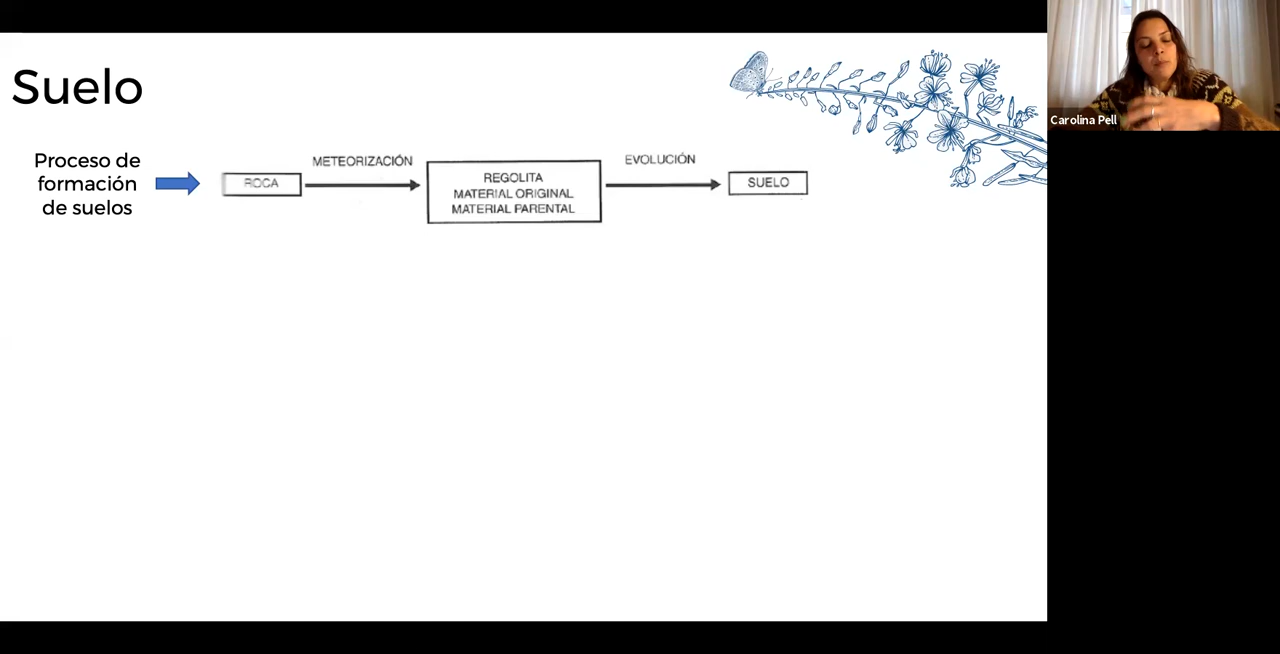 Suelo
Proceso de
formación
de suelos
ROCA
METEORIZACIÓN
REGOLITA
MATERIAL ORIGINAL
MATERIAL PARENTAL
EVOLUCIÓN
SUELO
Carolina Pell